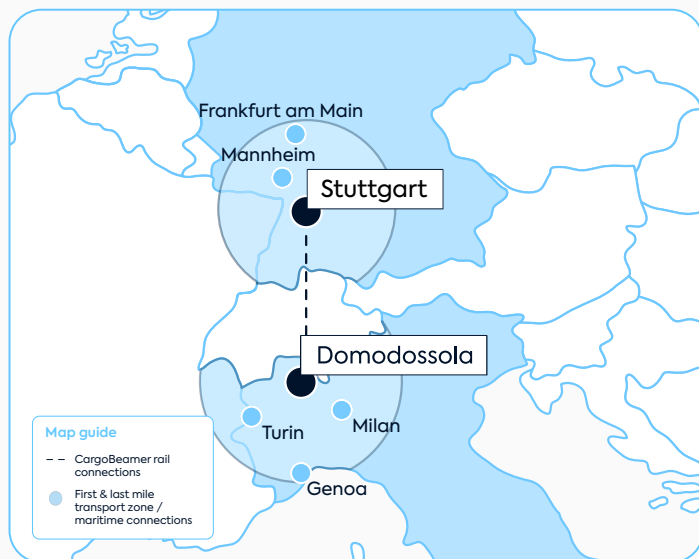 Frankfurt am Main
Mannheim
Stuttgart
Domodossola
Turin
Milan
Genoa
Map guide
-- CargoBeamer rail
connections
First & last mile
transport zone /
maritime connections